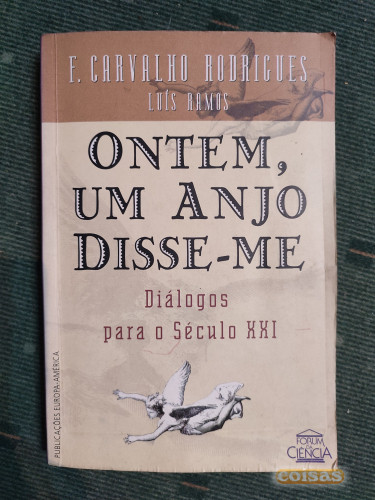 F. CARVALHO RODRIGUES
LUÍS RAMOS
ONTEM,
UM ANJO
DISSE-ME
Diálogos
para o Século XXI
PUBLICAÇÕES EUROPA-AMÉRICA
FORUM
DA
CIÊNCIA
coisas